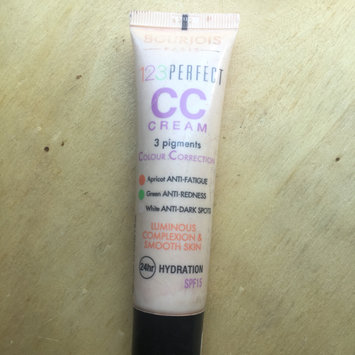 BOURJOIS
PARIS
123 PERFECT
CC
CREAM
3 pigments
COLOUR CORRECTION
Apricot ANTI-FATIGUE
Green ANTI-REDNESS
White ANTI-DARK SPOTS
LUMINOUS
COMPLEXION &
SMOOTH SKIN
24hr HYDRATION
SPF15